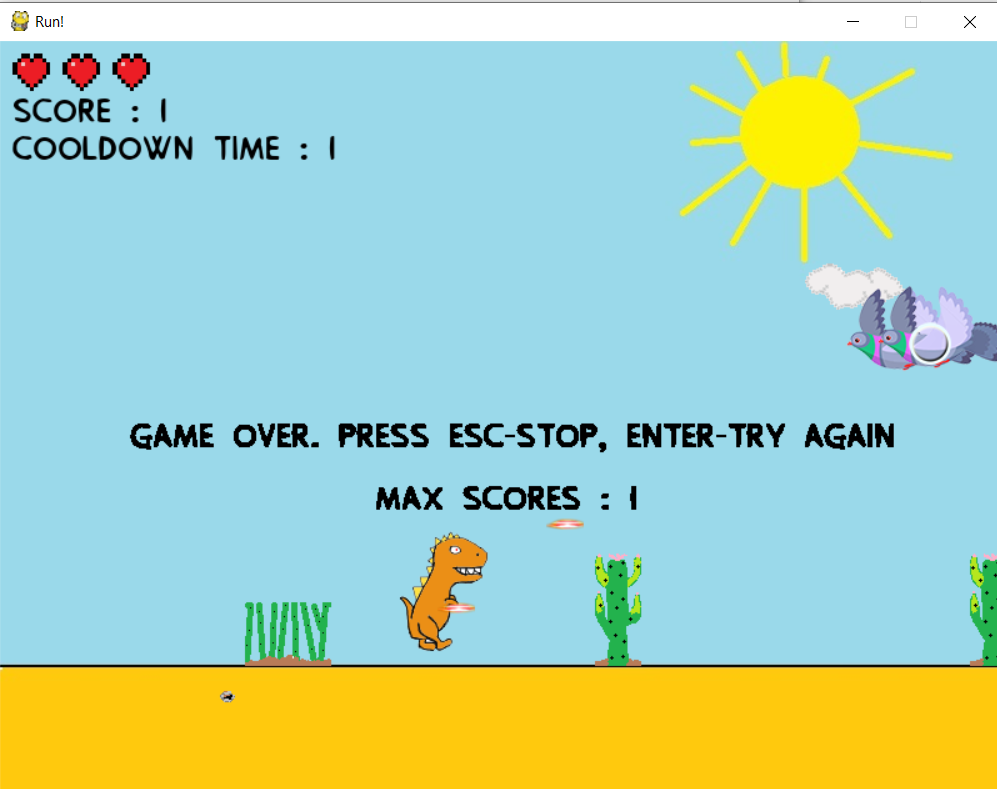 Run!
SCORE : 1
COOLDOWN TIME : 1
GAME OVER. PRESS ESC-STOP, ENTER-TRY AGAIN
MAX SCORES : 1